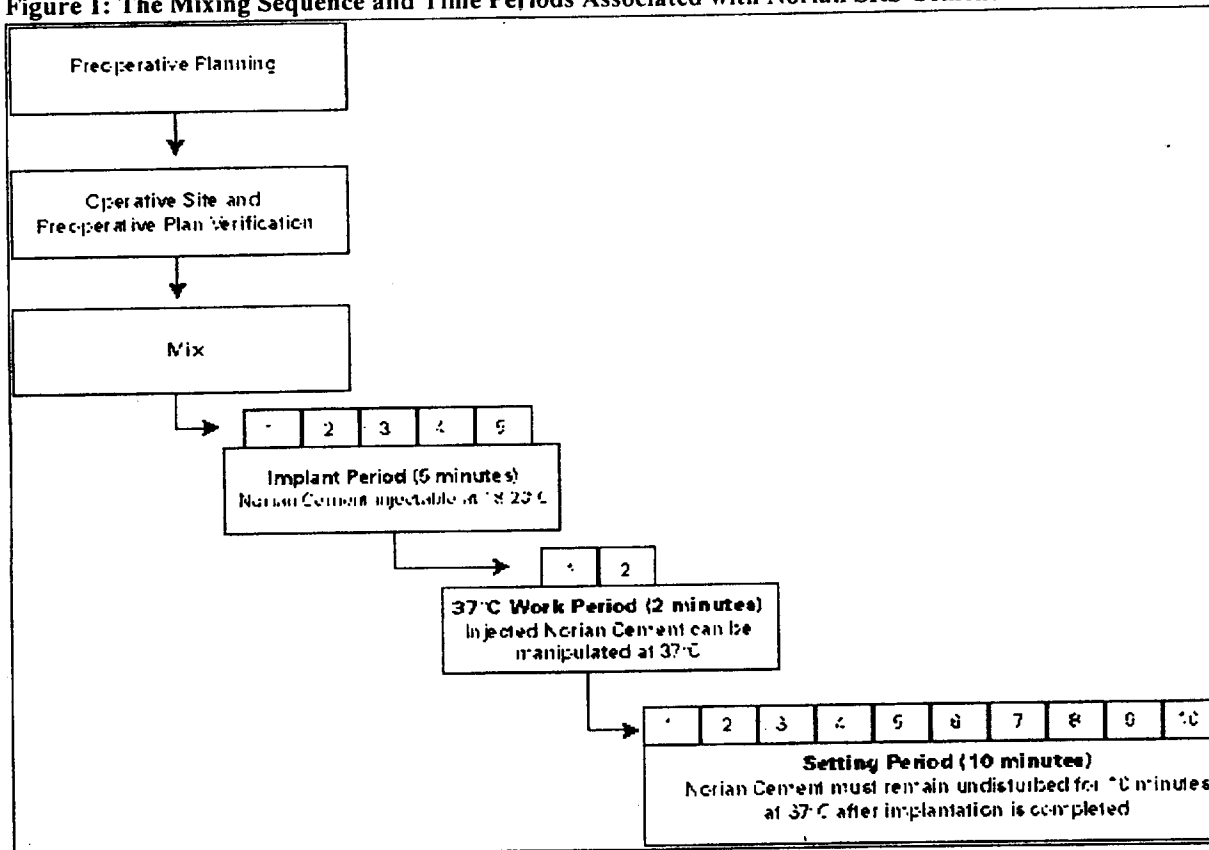 Figure 1: The Mixing Sequence and Time Periods Associated with Norian SRS Cement
Preoperative Planning
Operative Site and
Preoperative Plan Verification
Mix
1 2 3 4 5
Implant Period (5 minutes)
Norian Cement injectable at
1 2
37°C Work Period (2 minutes)
Injected Norian Cement can be
manipulated at 37°C
1 2 3 4 5 6 7 8 9 10
Setting Period (10 minutes)
Norian Cement must remain undisturbed for 10 minutes
at 37°C after implantation is completed